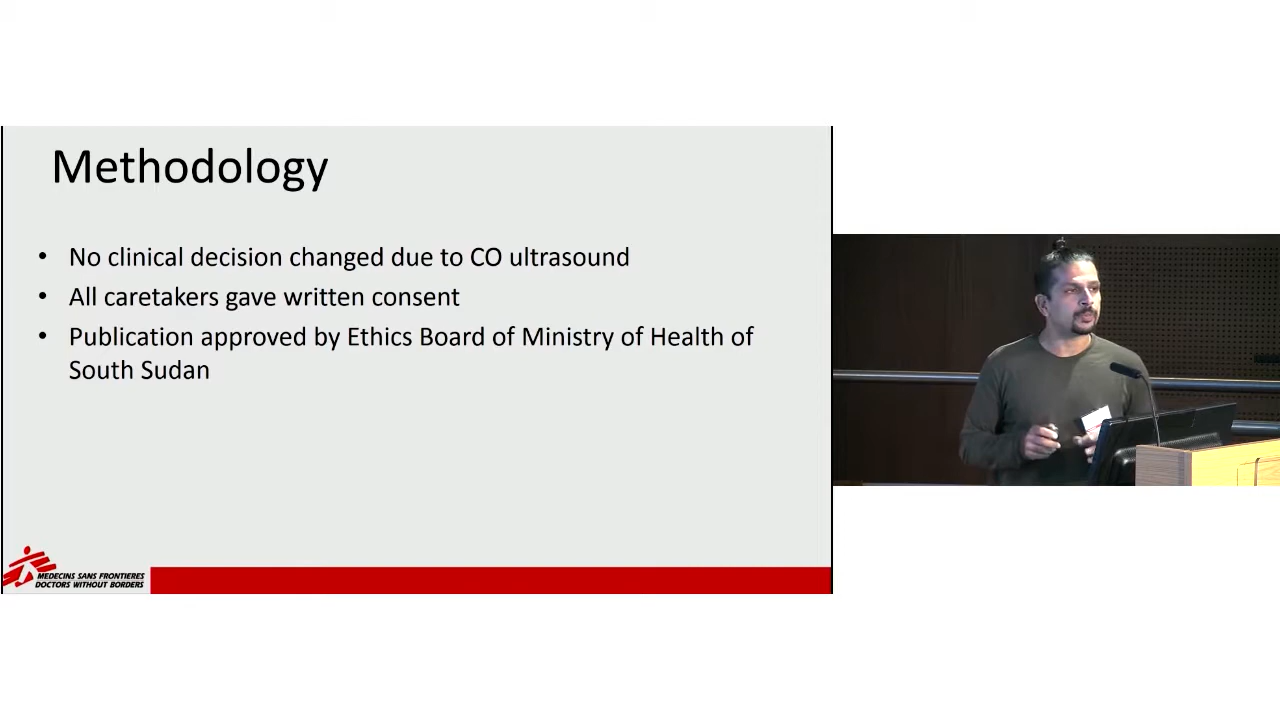 Methodology
• No clinical decision changed due to CO ultrasound
• All caretakers gave written consent
• Publication approved by Ethics Board of Ministry of Health of
South Sudan
MEDECINS SANS FRONTIERES
DOCTORS WITHOUT BORDERS